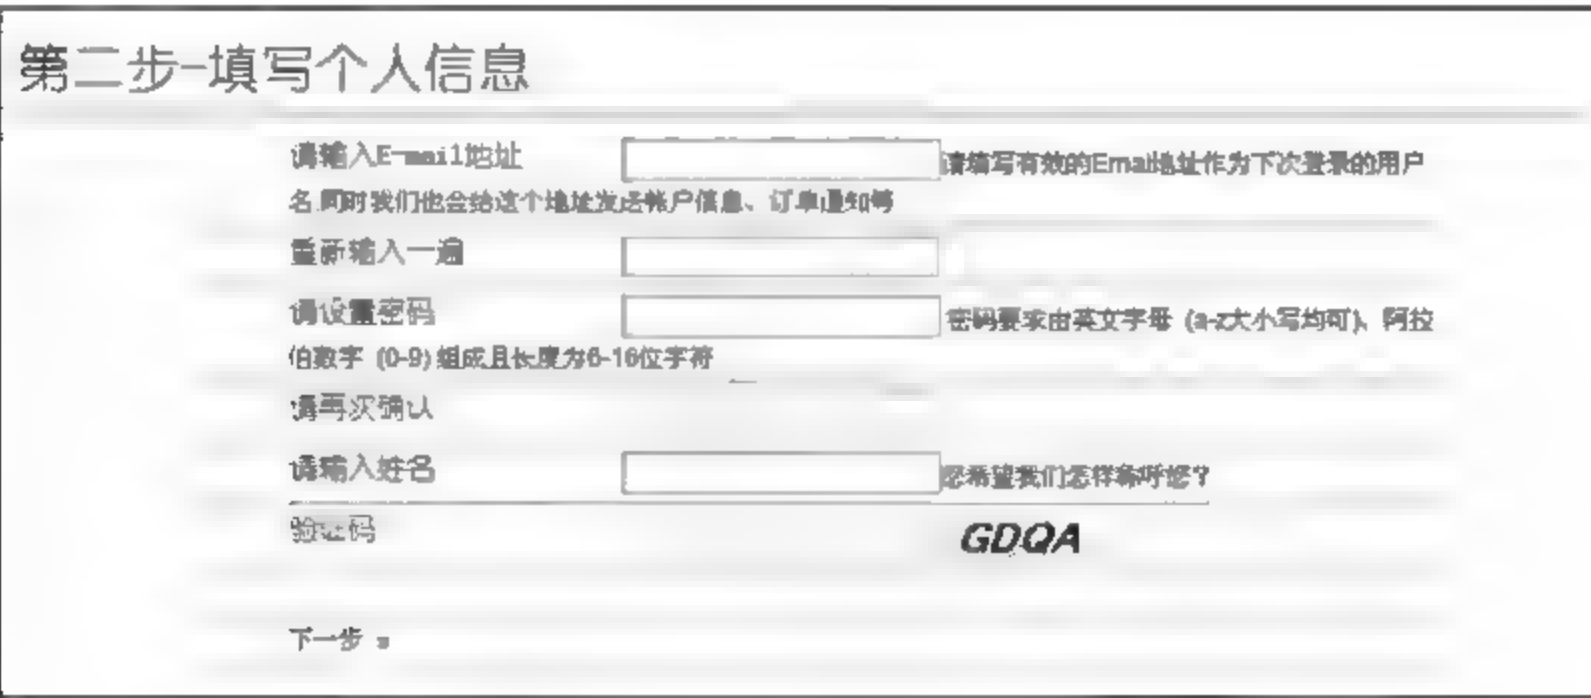 第二步-填写个人信息
请输入E-mail地址 请填写有效的Email地址作为下次登录的用户
名,同时我们也会给这个地址发送帐户信息、订单通知等
重新输入一遍
请设置密码 密码要求由英文字母 (a-z大小写均可)、阿拉
伯数字 (0-9) 组成且长度为6-16位字符
请再次确认
请输入姓名 您希望我们怎样称呼您?
验证码 GDQA
下一步